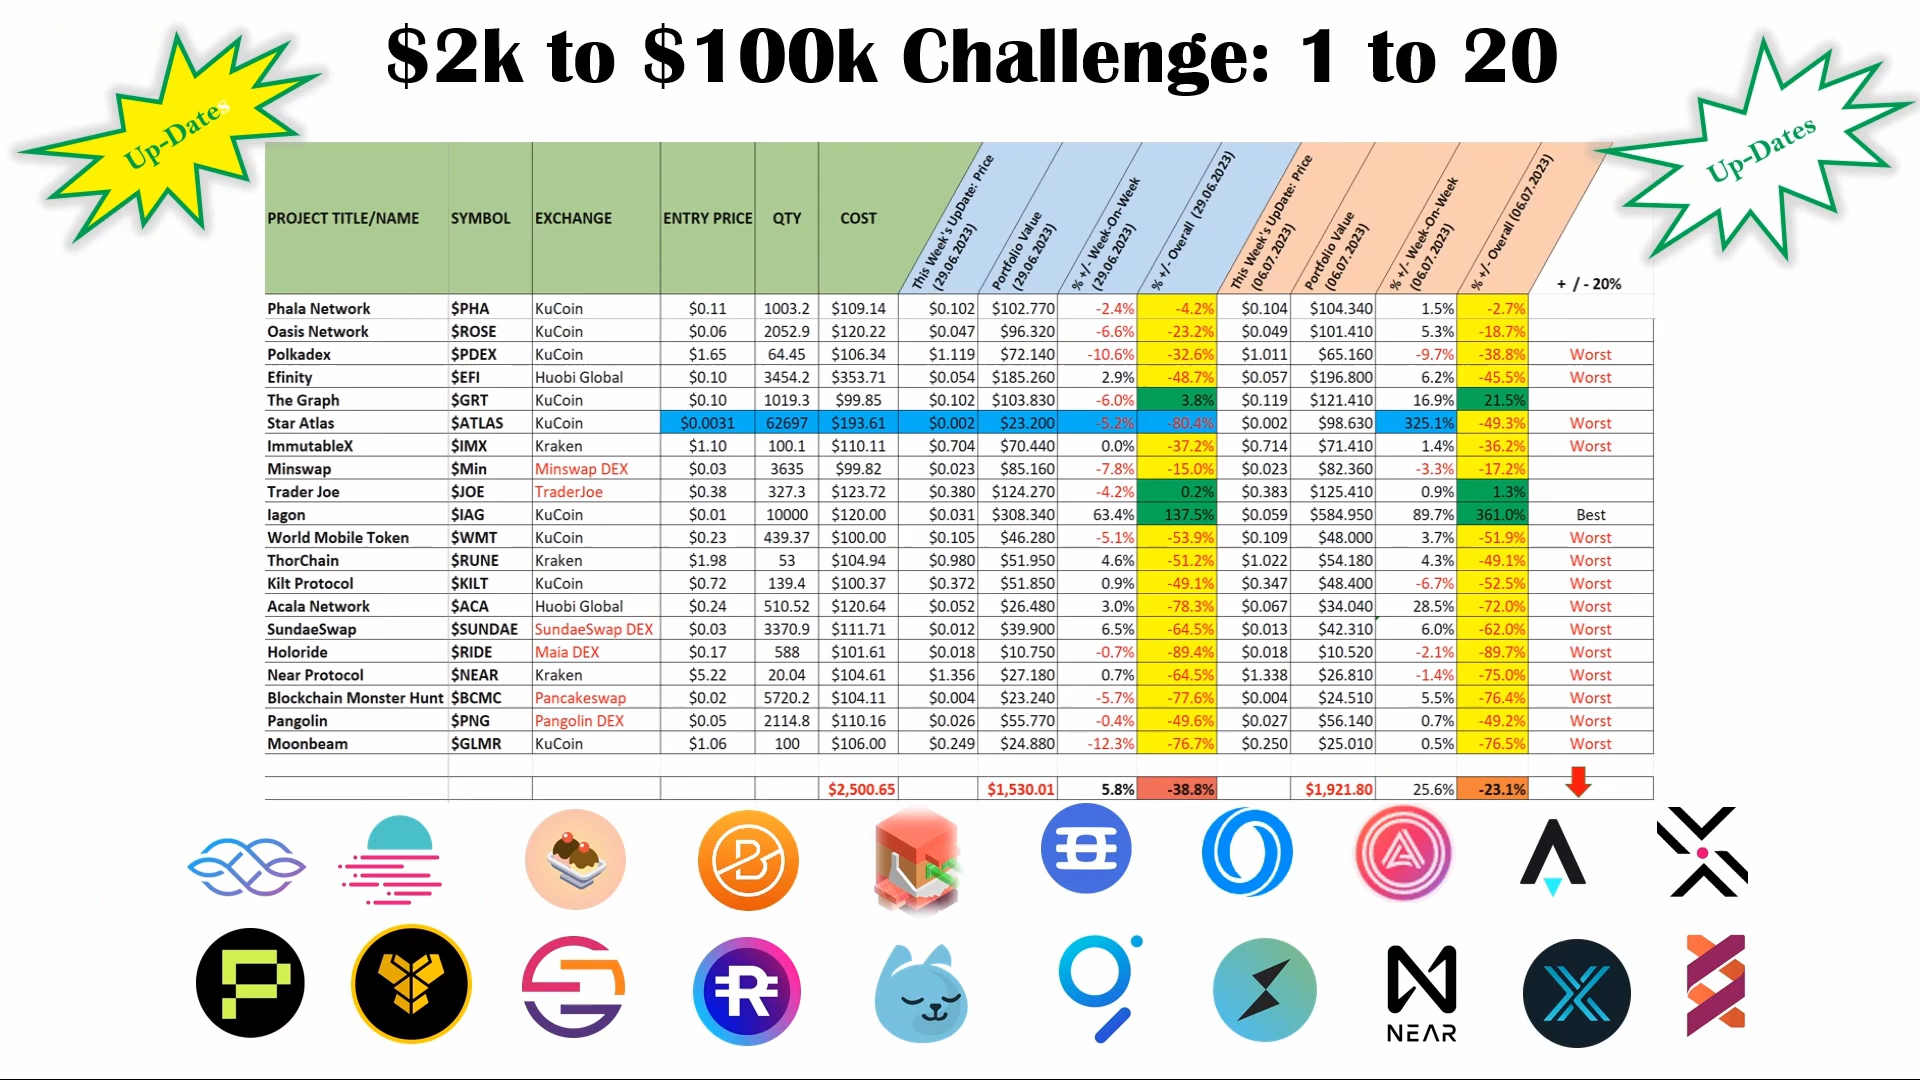 $2k to $100k Challenge: 1 to 20
Up-Dates
Up-Dates
PROJECT TITLE/NAME SYMBOL EXCHANGE ENTRY PRICE QTY COST This Week's UpDate: Price (29.06.2023) Portfolio Value (29.06.2023) % +/- Week-On-Week (29.06.2023) % +/- Overall (29.06.2023) This Week's UpDate: Price (06.07.2023) Portfolio Value (06.07.2023) % +/- Week-On-Week (06.07.2023) % +/- Overall (06.07.2023) + / - 20%
Phala Network $PHA KuCoin $0.11 1003.2 $109.14 $0.102 $102.770 -2.4% -4.2% $0.104 $104.340 1.5% -2.7%
Oasis Network $ROSE KuCoin $0.06 2052.9 $120.22 $0.047 $96.320 -6.6% -23.2% $0.049 $101.410 5.3% -18.7%
Polkadex $PDEX KuCoin $1.65 64.45 $106.34 $1.119 $72.140 -10.6% -32.6% $1.011 $65.160 -9.7% -38.8% Worst
Efinity $EFI Huobi Global $0.10 3454.2 $353.71 $0.054 $185.260 2.9% -48.7% $0.057 $196.800 6.2% -45.5% Worst
The Graph $GRT KuCoin $0.10 1019.3 $99.85 $0.102 $103.830 -6.0% 3.8% $0.119 $121.410 16.9% 21.5%
Star Atlas $ATLAS KuCoin $0.0031 62697 $193.61 $0.002 $23.200 -5.2% -80.4% $0.002 $98.630 325.1% -49.3% Worst
ImmutableX $IMX Kraken $1.10 100.1 $110.11 $0.704 $70.440 0.0% -37.2% $0.714 $71.410 1.4% -36.2% Worst
Minswap $Min Minswap DEX $0.03 3635 $99.82 $0.023 $85.160 -7.8% -15.0% $0.023 $82.360 -3.3% -17.2%
Trader Joe $JOE TraderJoe $0.38 327.3 $123.72 $0.380 $124.270 -4.2% 0.2% $0.383 $125.410 0.9% 1.3%
Iagon $IAG KuCoin $0.01 10000 $120.00 $0.031 $308.340 63.4% 137.5% $0.059 $584.950 89.7% 361.0% Best
World Mobile Token $WMT KuCoin $0.23 439.37 $100.00 $0.105 $46.280 -5.1% -53.9% $0.109 $48.000 3.7% -51.9% Worst
ThorChain $RUNE Kraken $1.98 53 $104.94 $0.980 $51.950 4.6% -51.2% $1.022 $54.180 4.3% -49.1% Worst
Kilt Protocol $KILT KuCoin $0.72 139.4 $100.37 $0.372 $51.850 0.9% -49.1% $0.347 $48.400 -6.7% -52.5% Worst
Acala Network $ACA Huobi Global $0.24 510.52 $120.64 $0.052 $26.480 3.0% -78.3% $0.067 $34.040 28.5% -72.0% Worst
SundaeSwap $SUNDAE SundaeSwap DEX $0.03 3370.9 $111.71 $0.012 $39.900 6.5% -64.5% $0.013 $42.310 6.0% -62.0% Worst
Holoride $RIDE Maia DEX $0.17 588 $101.61 $0.018 $10.750 -0.7% -89.4% $0.018 $10.520 -2.1% -89.7% Worst
Near Protocol $NEAR Kraken $5.22 20.04 $104.61 $1.356 $27.180 0.7% -64.5% $1.338 $26.810 -1.4% -75.0% Worst
Blockchain Monster Hunt $BCMC Pancakeswap $0.02 5720.2 $104.11 $0.004 $23.240 -5.7% -77.6% $0.004 $24.510 5.5% -76.4% Worst
Pangolin $PNG Pangolin DEX $0.05 2114.8 $110.16 $0.026 $55.770 -0.4% -49.6% $0.027 $56.140 0.7% -49.2% Worst
Moonbeam $GLMR KuCoin $1.06 100 $106.00 $0.249 $24.880 -12.3% -76.7% $0.250 $25.010 0.5% -76.5% Worst
$2,500.65 $1,530.01 5.8% -38.8% $1,921.80 25.6% -23.1%
NEAR